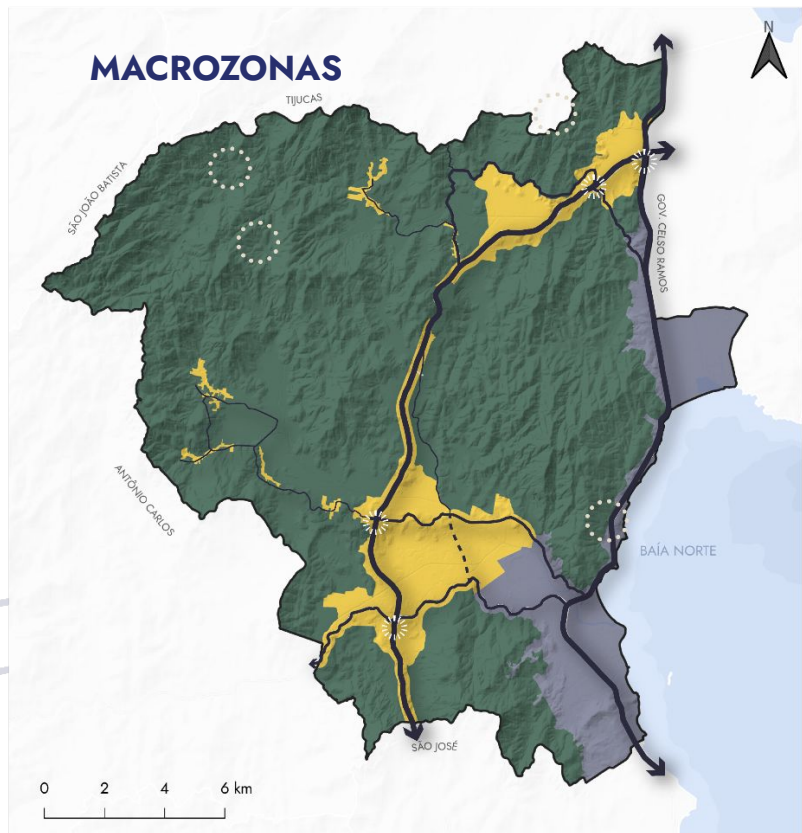 MACROZONAS
N
TIJUCAS
SÃO JOÃO BATISTA
GOV. CELSO RAMOS
ANTÔNIO CARLOS
BAÍA NORTE
SÃO JOSÉ
0 2 4 6 km